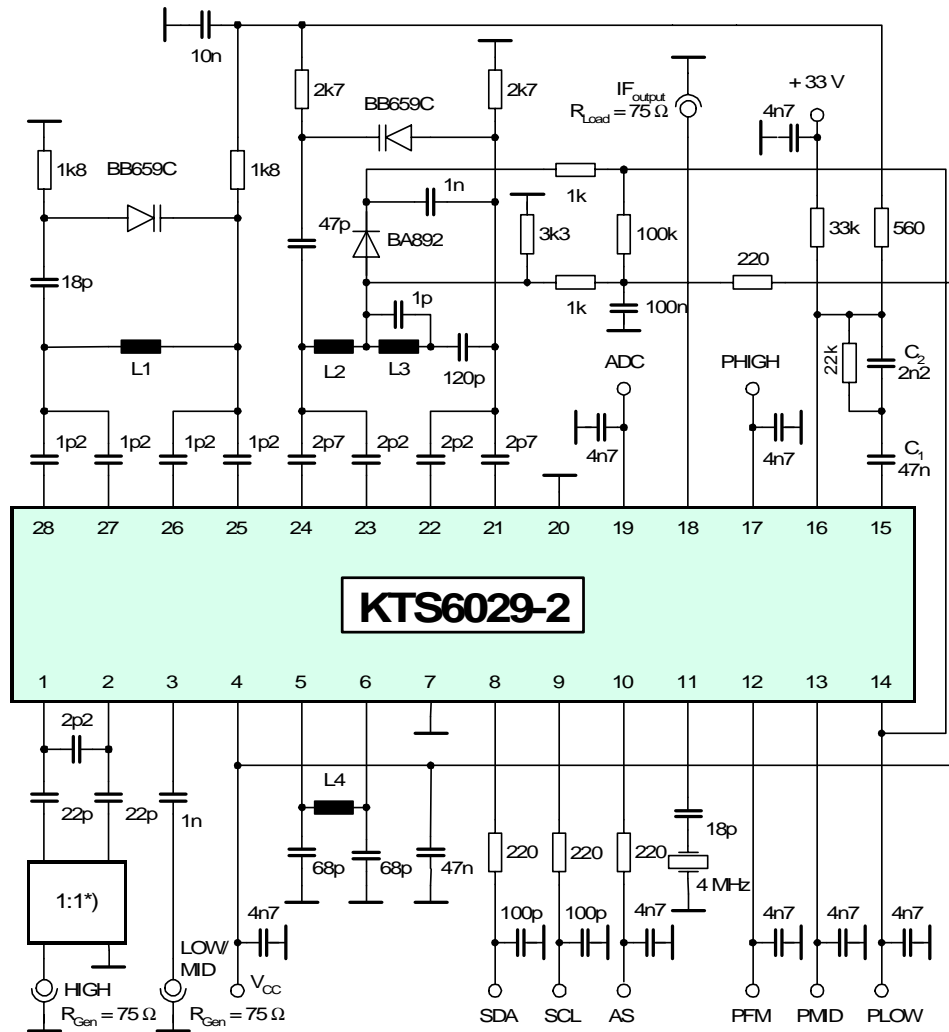 10n
2k7
BB659C
2k7
IF output
R Load = 75 Ω
+ 33 V
4n7
1k8
BB659C
1k8
1n
1k
47p
BA892
3k3
100k
33k
560
220
18p
1p
1k
100n
L1
L2
L3
120p
ADC
PHIGH
22k
C2
2n2
1p2
1p2
1p2
1p2
2p7
2p2
2p2
2p7
4n7
4n7
C1
47n
28
27
26
25
24
23
22
21
20
19
18
17
16
15
KTS6029-2
1
2
3
4
5
6
7
8
9
10
11
12
13
14
2p2
L4
22p
22p
1n
18p
68p
68p
47n
220
220
220
4 MHz
1:1*)
4n7
100p
100p
4n7
4n7
4n7
4n7
LOW/
MID
HIGH
VCC
R Gen = 75 Ω
R Gen = 75 Ω
SDA
SCL
AS
PFM
PMID
PLOW